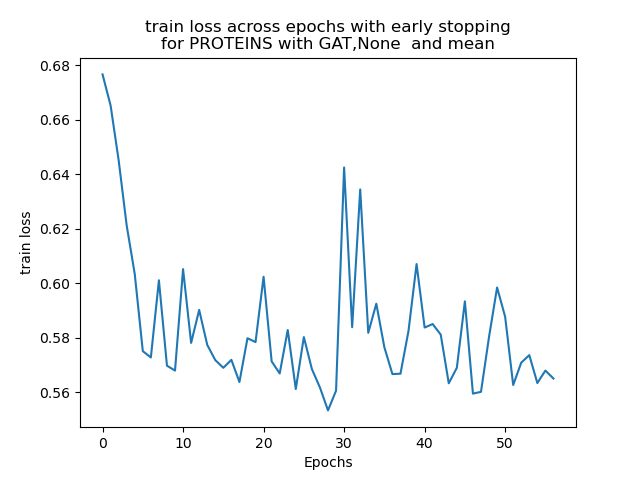 train loss across epochs with early stopping
for PROTEINS with GAT,None  and mean
0.68
0.66
0.64
0.62
0.60
0.58
0.56
train loss
0 10 20 30 40 50
Epochs